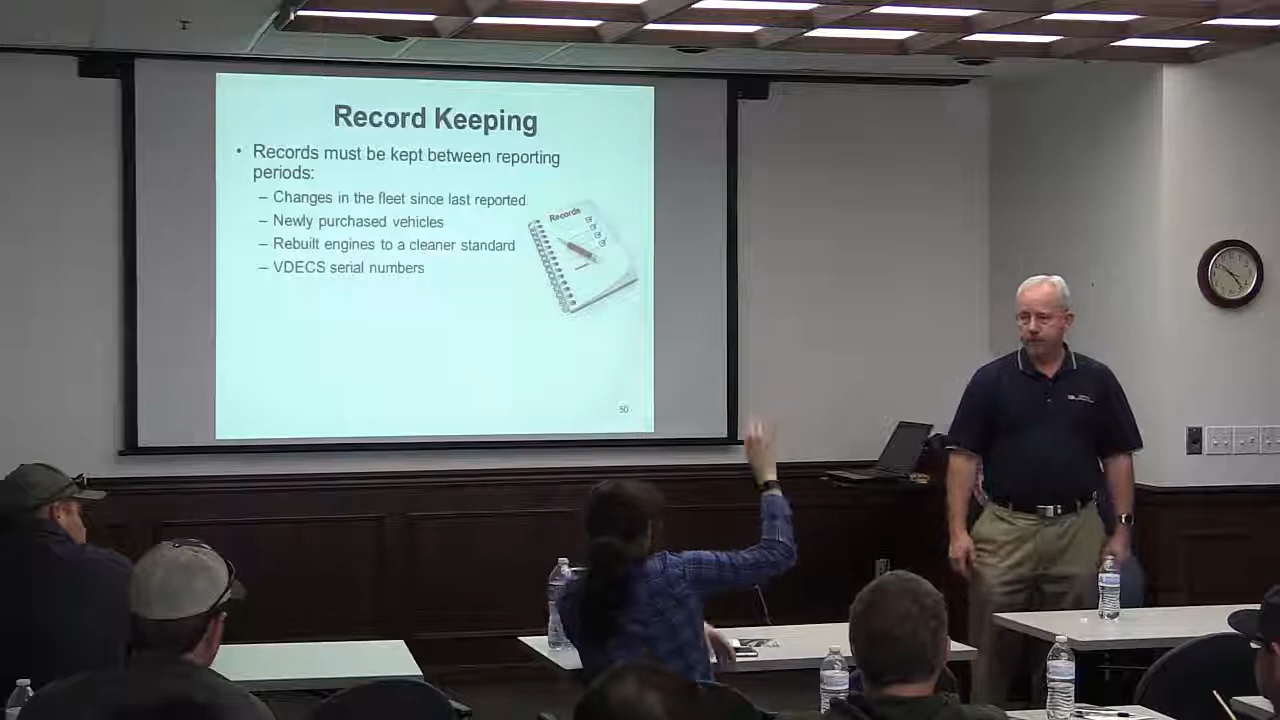 Record Keeping
• Records must be kept between reporting
periods:
– Changes in the fleet since last reported
– Newly purchased vehicles
– Rebuilt engines to a cleaner standard
– VDECS serial numbers
Records
50